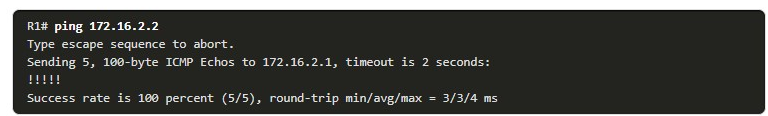 R1# ping 172.16.2.2
Type escape sequence to abort.
Sending 5, 100-byte ICMP Echos to 172.16.2.1, timeout is 2 seconds:
!!!!!
Success rate is 100 percent (5/5), round-trip min/avg/max = 3/3/4 ms